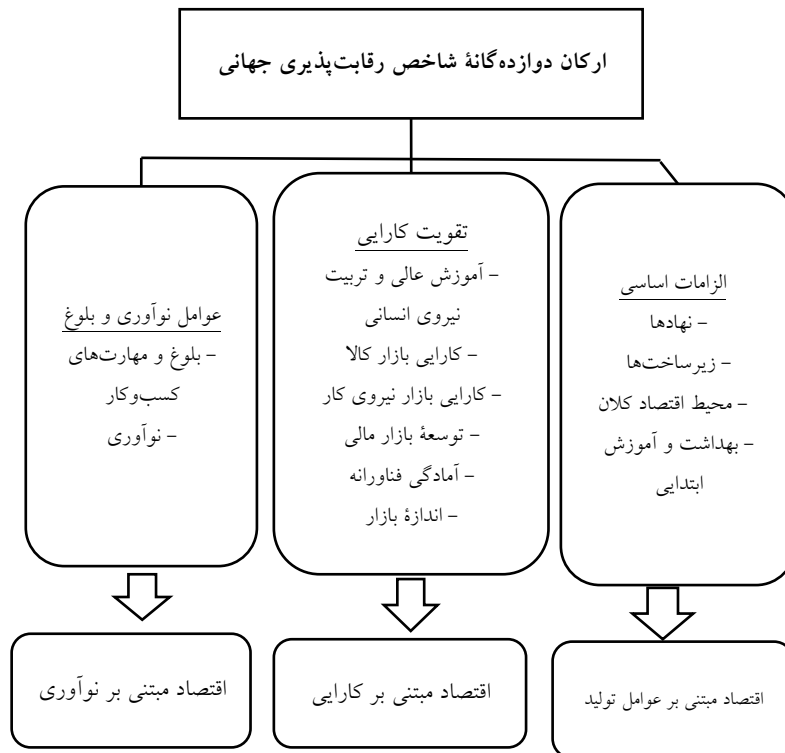 ارکان دوازده‌گانهٔ شاخص رقابت‌پذیری جهانی
الزامات اساسی
- نهادها
- زیرساخت‌ها
- محیط اقتصاد کلان
- بهداشت و آموزش
ابتدایی
تقویت کارایی
- آموزش عالی و تربیت
نیروی انسانی
- کارایی بازار کالا
- کارایی بازار نیروی کار
- توسعهٔ بازار مالی
- آمادگی فناورانه
- اندازهٔ بازار
عوامل نوآوری و بلوغ
- بلوغ و مهارت‌های
کسب‌وکار
- نوآوری
اقتصاد مبتنی بر عوامل تولید
اقتصاد مبتنی بر کارایی
اقتصاد مبتنی بر نوآوری